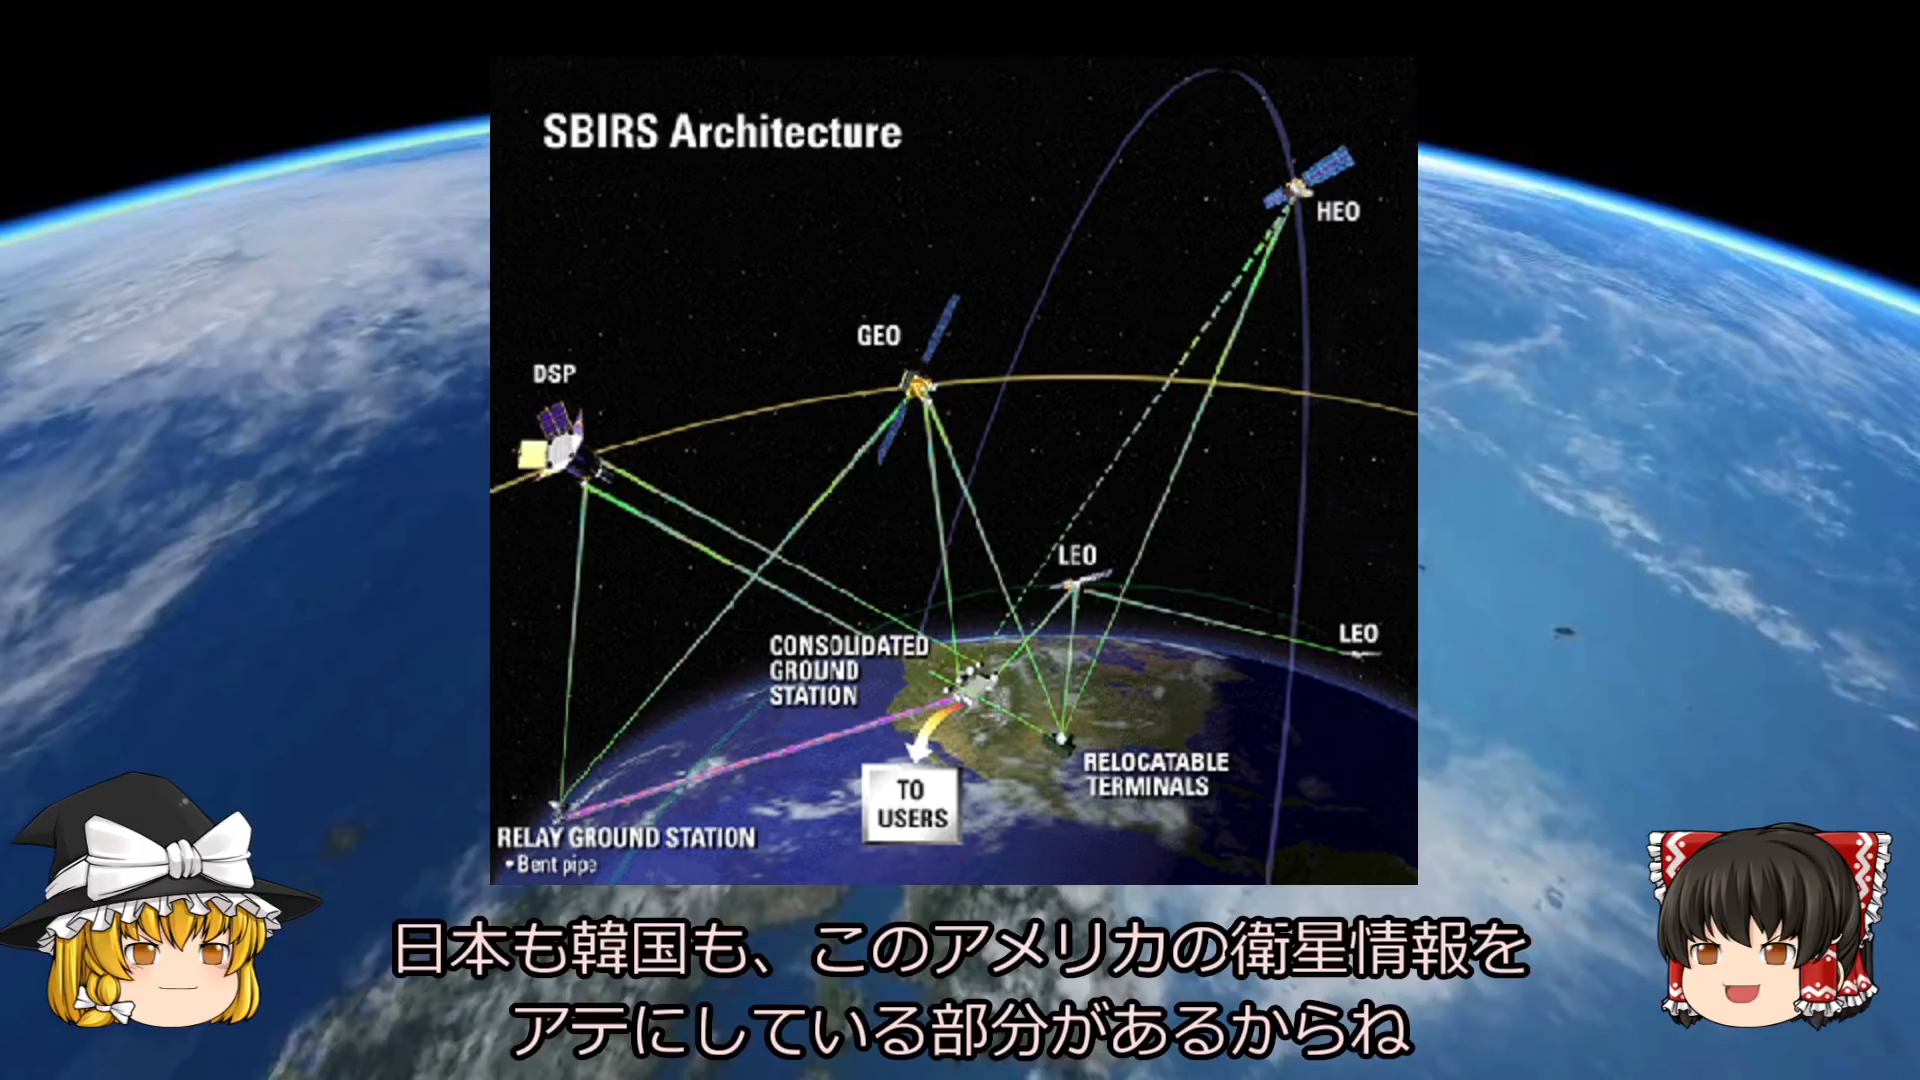 SBIRS Architecture
HEO
GEO
DSP
LEO
LEO
CONSOLIDATED
GROUND
STATION
RELOCATABLE
TERMINALS
TO
USERS
RELAY GROUND STATION
•Bent pipe
日本も韓国も、このアメリカの衛星情報を
アテにしている部分があるからね